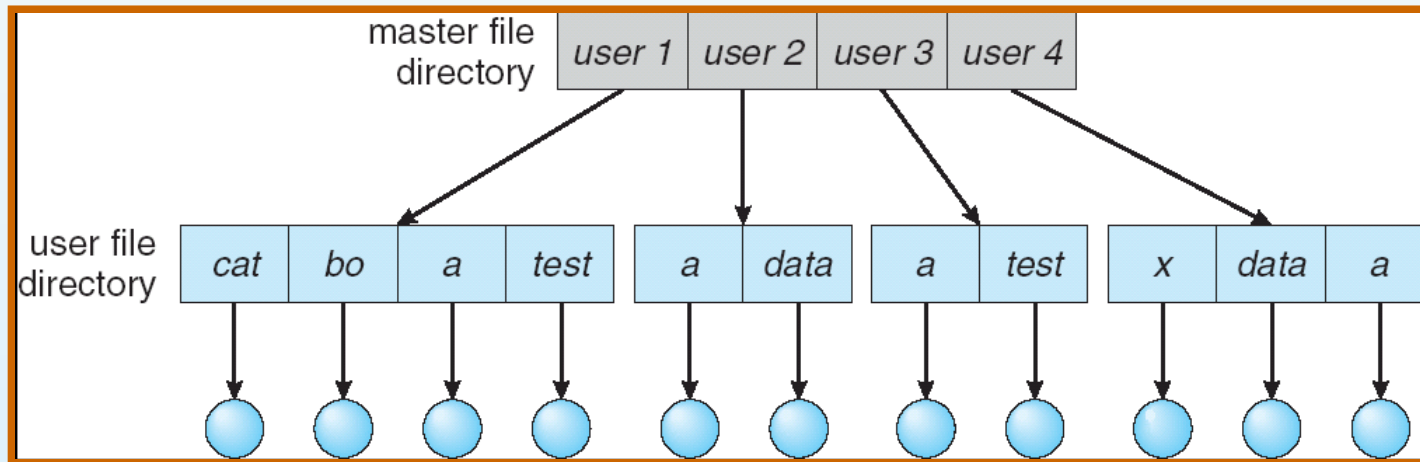 master file
directory
user 1 user 2 user 3 user 4
user file
directory
cat bo a test a data a test x data a